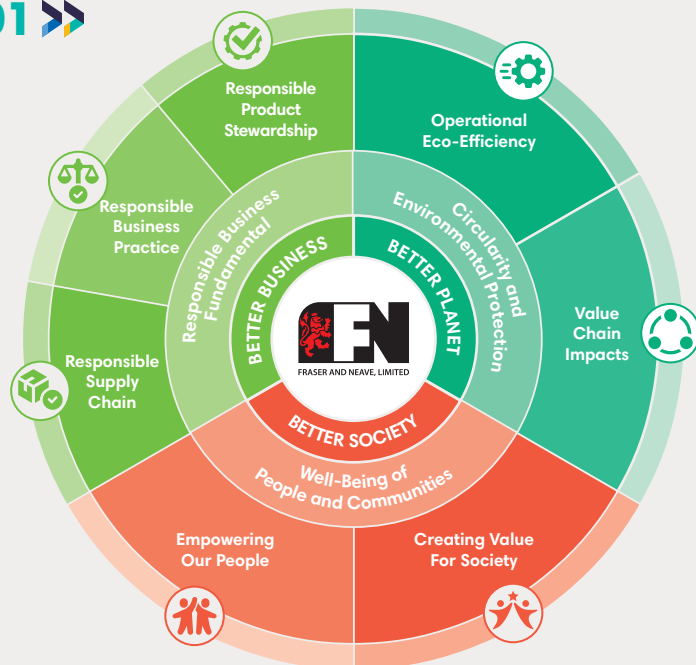 01
Responsible
Product
Stewardship
Operational
Eco-Efficiency
Responsible
Business
Practice
Responsible Business
Fundamental
Circularity and
Environmental Protection
BETTER BUSINESS
BETTER PLANET
Value
Chain
Impacts
FN
FRASER AND NEAVE, LIMITED
Responsible
Supply
Chain
BETTER SOCIETY
Well-Being of
People and Communities
Empowering
Our People
Creating Value
For Society